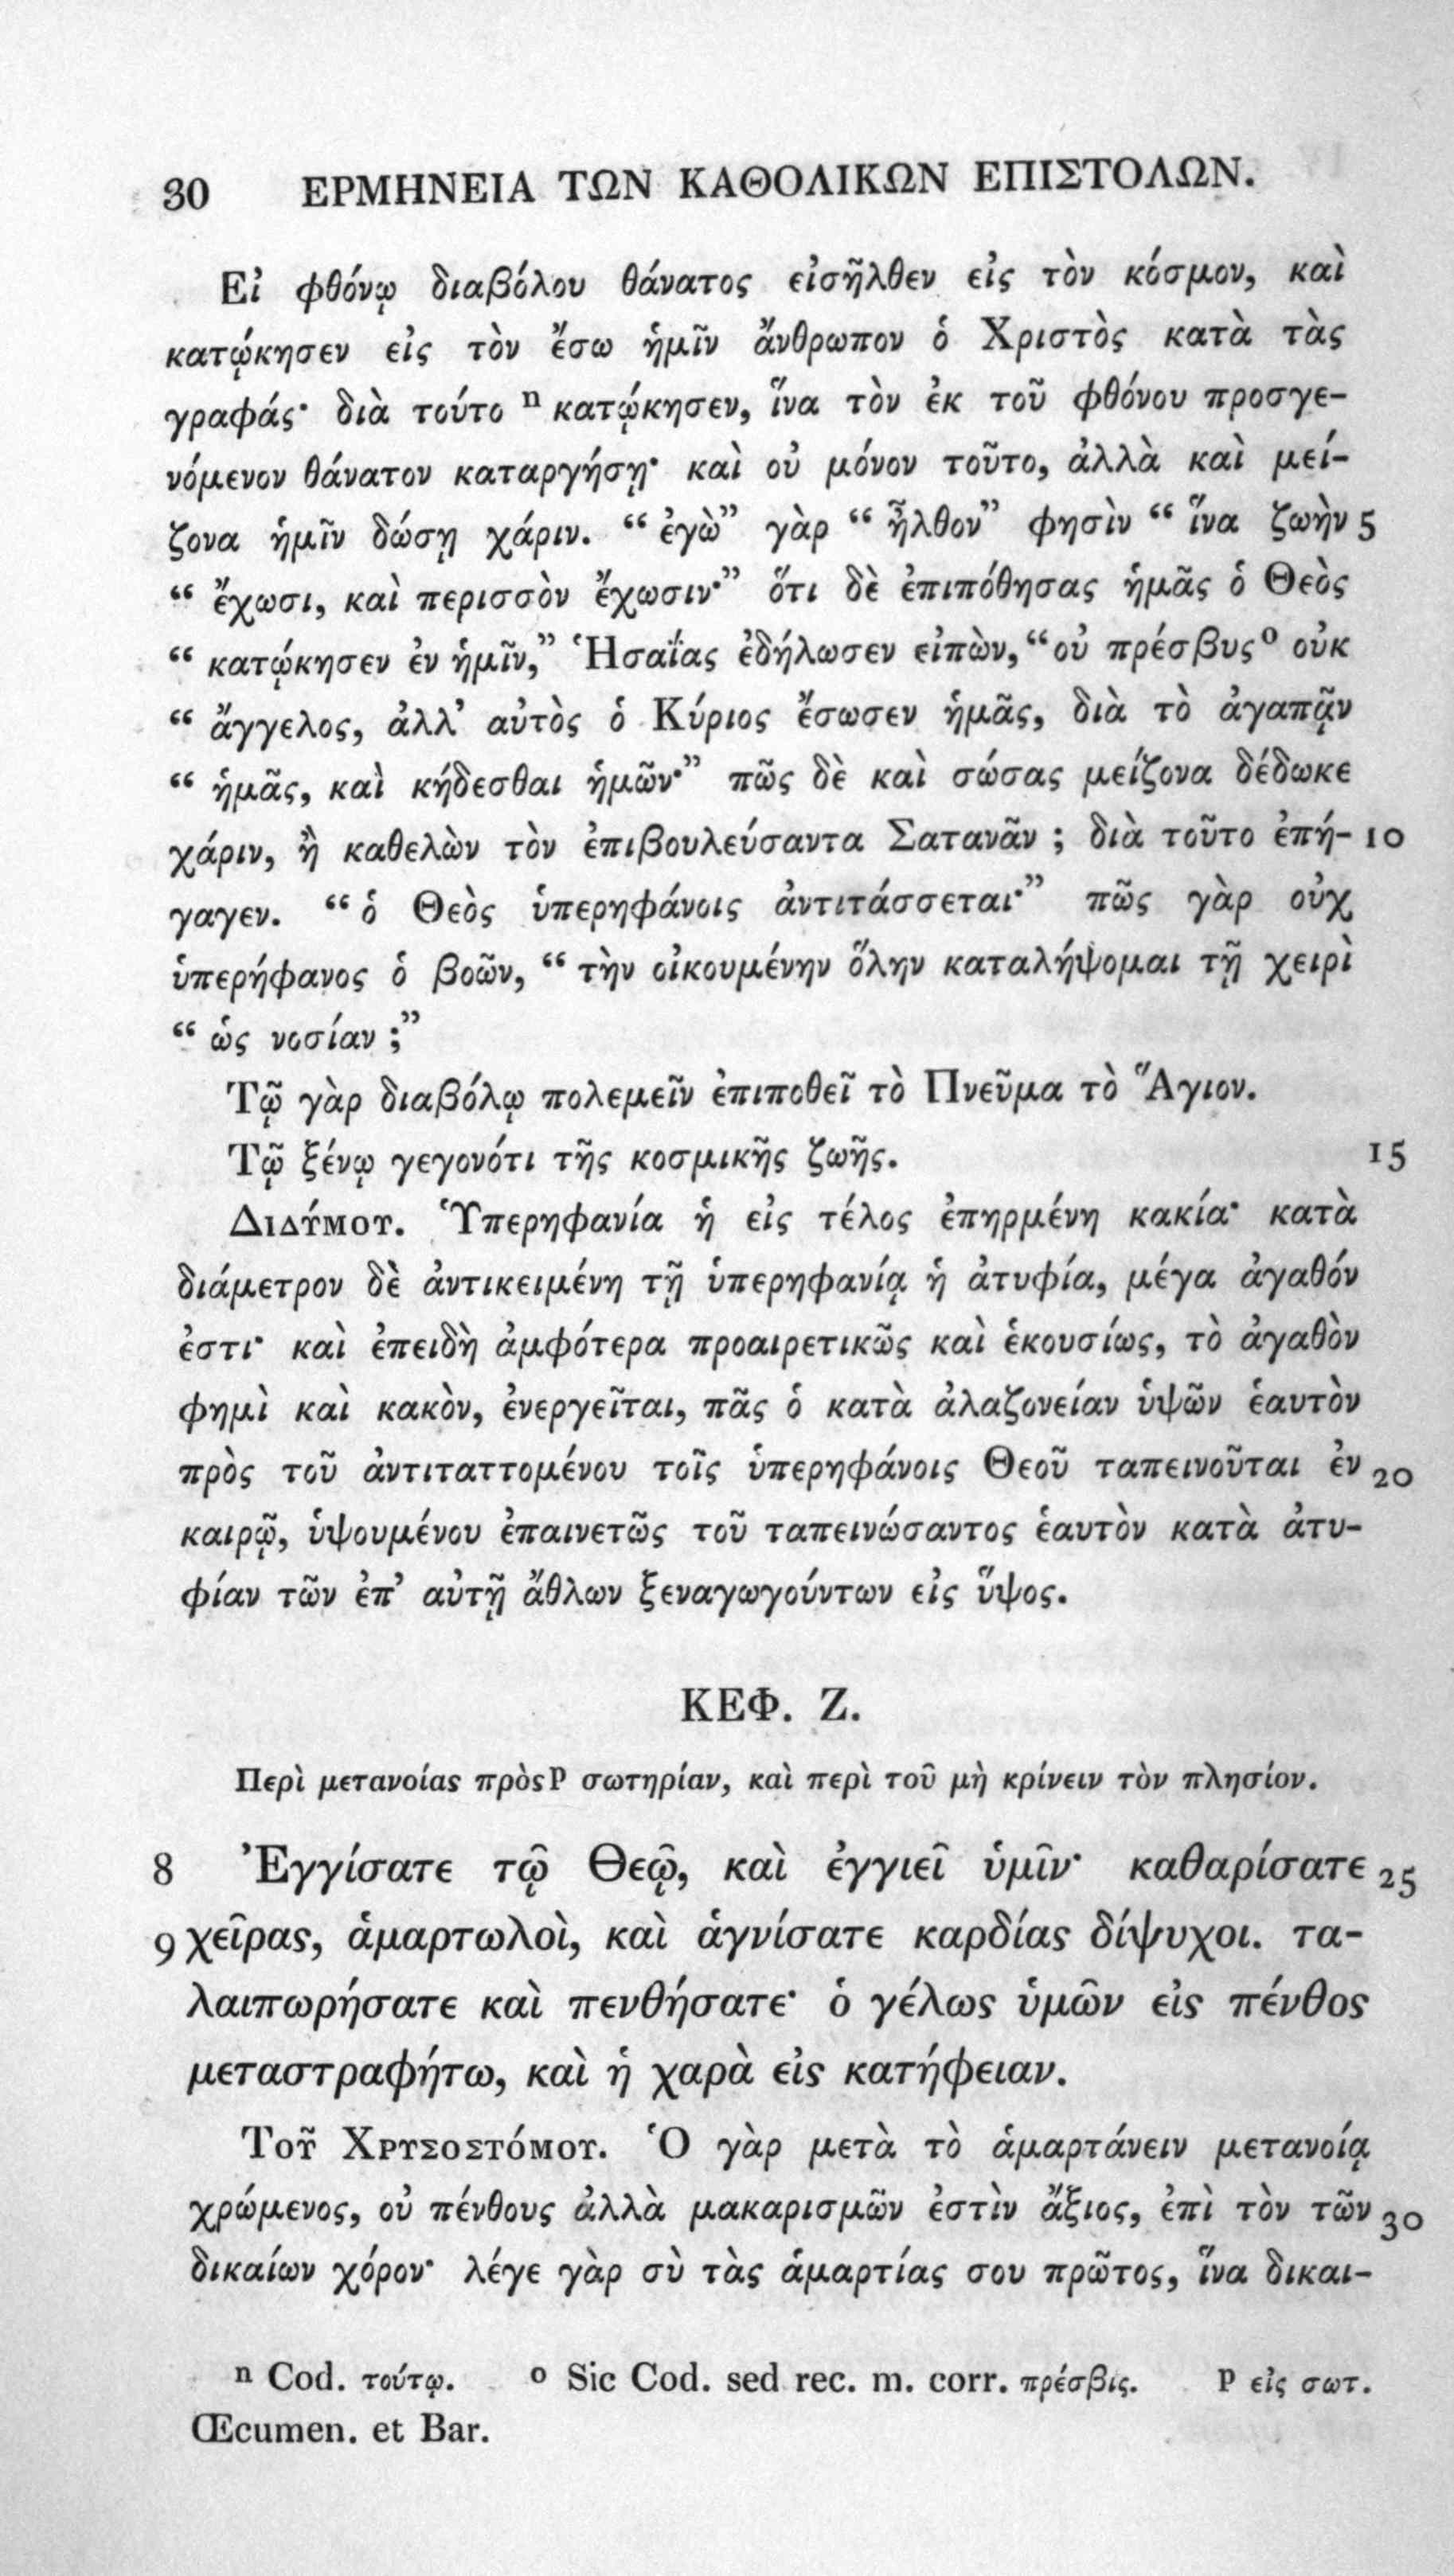 30 ΕΡΜΗΝΕΙΑ ΤΩΝ ΚΑΘΟΛΙΚΩΝ ΕΠΙΣΤΟΛΩΝ.
Εἰ φθόνῳ διαβόλου θάνατος εἰσῆλθεν εἰς τὸν κόσμον, καὶ
κατῴκησεν εἰς τὸν ἔσω ἡμῖν ἄνθρωπον ὁ Χριστὸς κατὰ τὰς
γραφάς· διὰ τούτο ⁿ κατῴκησεν, ἵνα τὸν ἐκ τοῦ φθόνου προσγε-
νόμενον θάνατον καταργήσῃ· καὶ οὐ μόνον τοῦτο, ἀλλὰ καὶ μεί-
ζονα ἡμῖν δώσῃ χάριν. “ ἐγὼ” γὰρ “ ἦλθον” φησὶν “ ἵνα ζωὴν 5
“ ἔχωσι, καὶ περισσὸν ἔχωσιν·” ὅτι δὲ ἐπιπόθησας ἡμᾶς ὁ Θεὸς
“ κατῴκησεν ἐν ἡμῖν,” Ἡσαΐας ἐδήλωσεν εἰπὼν, “ οὐ πρέσβυς ᵒ οὐκ
“ ἄγγελος, ἀλλ’ αὐτὸς ὁ Κύριος ἔσωσεν ἡμᾶς, διὰ τὸ ἀγαπᾷν
“ ἡμᾶς, καὶ κήδεσθαι ἡμῶν·” πῶς δὲ καὶ σώσας μείζονα δέδωκε
χάριν, ἢ καθελὼν τὸν ἐπιβουλεύσαντα Σατανᾶν ; διὰ τοῦτο ἐπή- 10
γαγεν. “ ὁ Θεὸς ὑπερηφάνοις ἀντιτάσσεται·” πῶς γὰρ οὐχ
ὑπερήφανος ὁ βοῶν, “ τὴν οἰκουμένην ὅλην καταλήψομαι τῇ χειρὶ
“ ὡς νοσίαν ;”
Τῷ γὰρ διαβόλῳ πολεμεῖν ἐπιποθεῖ τὸ Πνεῦμα τὸ Ἅγιον.
Τῷ ξένῳ γεγονότι τῆς κοσμικῆς ζωῆς. 15
ΔΙΔΎΜΟΥ. Ὑπερηφανία ἡ εἰς τέλος ἐπηρμένη κακία· κατὰ
διάμετρον δὲ ἀντικειμένη τῇ ὑπερηφανίᾳ ἡ ἀτυφία, μέγα ἀγαθόν
ἐστι· καὶ ἐπειδὴ ἀμφότερα προαιρετικῶς καὶ ἑκουσίως, τὸ ἀγαθὸν
φημὶ καὶ κακὸν, ἐνεργεῖται, πᾶς ὁ κατὰ ἀλαζονείαν ὑψῶν ἑαυτὸν
πρὸς τοῦ ἀντιταττομένου τοῖς ὑπερηφάνοις Θεοῦ ταπεινοῦται ἐν 20
καιρῷ, ὑψουμένου ἐπαινετῶς τοῦ ταπεινώσαντος ἑαυτὸν κατὰ ἀτυ-
φίαν τῶν ἐπ’ αὐτῇ ἄθλων ξεναγωγούντων εἰς ὕψος.
ΚΕΦ. Ζ.
Περὶ μετανοίας πρὸς ᵖ σωτηρίαν, καὶ περὶ τοῦ μὴ κρίνειν τὸν πλησίον.
8 Ἐγγίσατε τῷ Θεῷ, καὶ ἐγγιεῖ ὑμῖν· καθαρίσατε 25
9 χεῖρας, ἁμαρτωλοὶ, καὶ ἁγνίσατε καρδίας δίψυχοι. τα-
λαιπωρήσατε καὶ πενθήσατε· ὁ γέλως ὑμῶν εἰς πένθος
μεταστραφήτω, καὶ ἡ χαρὰ εἰς κατήφειαν.
ΤΟῦ ΧΡΥΣΟΣΤΌΜΟΥ. Ὁ γὰρ μετὰ τὸ ἁμαρτάνειν μετανοίᾳ
χρώμενος, οὐ πένθους ἀλλὰ μακαρισμῶν ἐστὶν ἄξιος, ἐπὶ τὸν τῶν 30
δικαίων χόρον· λέγε γὰρ σὺ τὰς ἁμαρτίας σου πρῶτος, ἵνα δικαι-
ⁿ Cod. τούτῳ. ᵒ Sic Cod. sed rec. m. corr. πρέσβις. ᵖ εἰς σωτ.
Œcumen. et Bar.